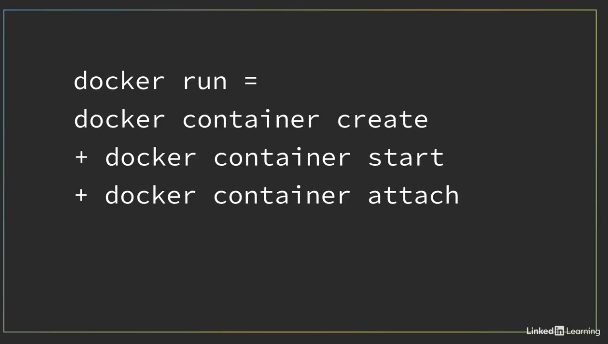 docker run =
docker container create
+ docker container start
+ docker container attach
LinkedIn Learning